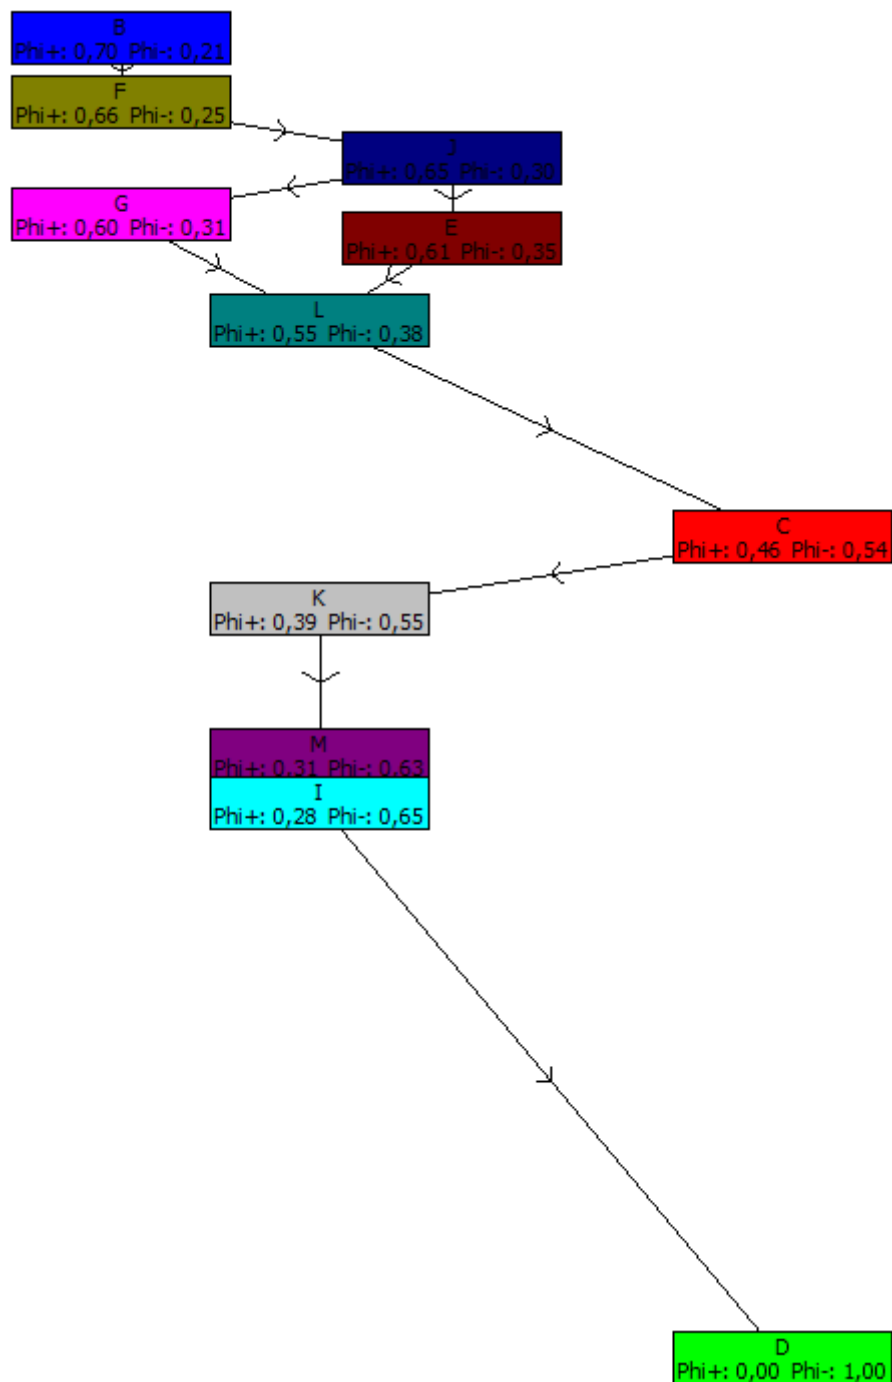 B
Phi+: 0,70 Phi-: 0,21
F
Phi+: 0,66 Phi-: 0,25
J
Phi+: 0,65 Phi-: 0,30
G
Phi+: 0,60 Phi-: 0,31
E
Phi+: 0,61 Phi-: 0,35
L
Phi+: 0,55 Phi-: 0,38
C
Phi+: 0,46 Phi-: 0,54
K
Phi+: 0,39 Phi-: 0,55
M
Phi+: 0,31 Phi-: 0,63
I
Phi+: 0,28 Phi-: 0,65
D
Phi+: 0,00 Phi-: 1,00